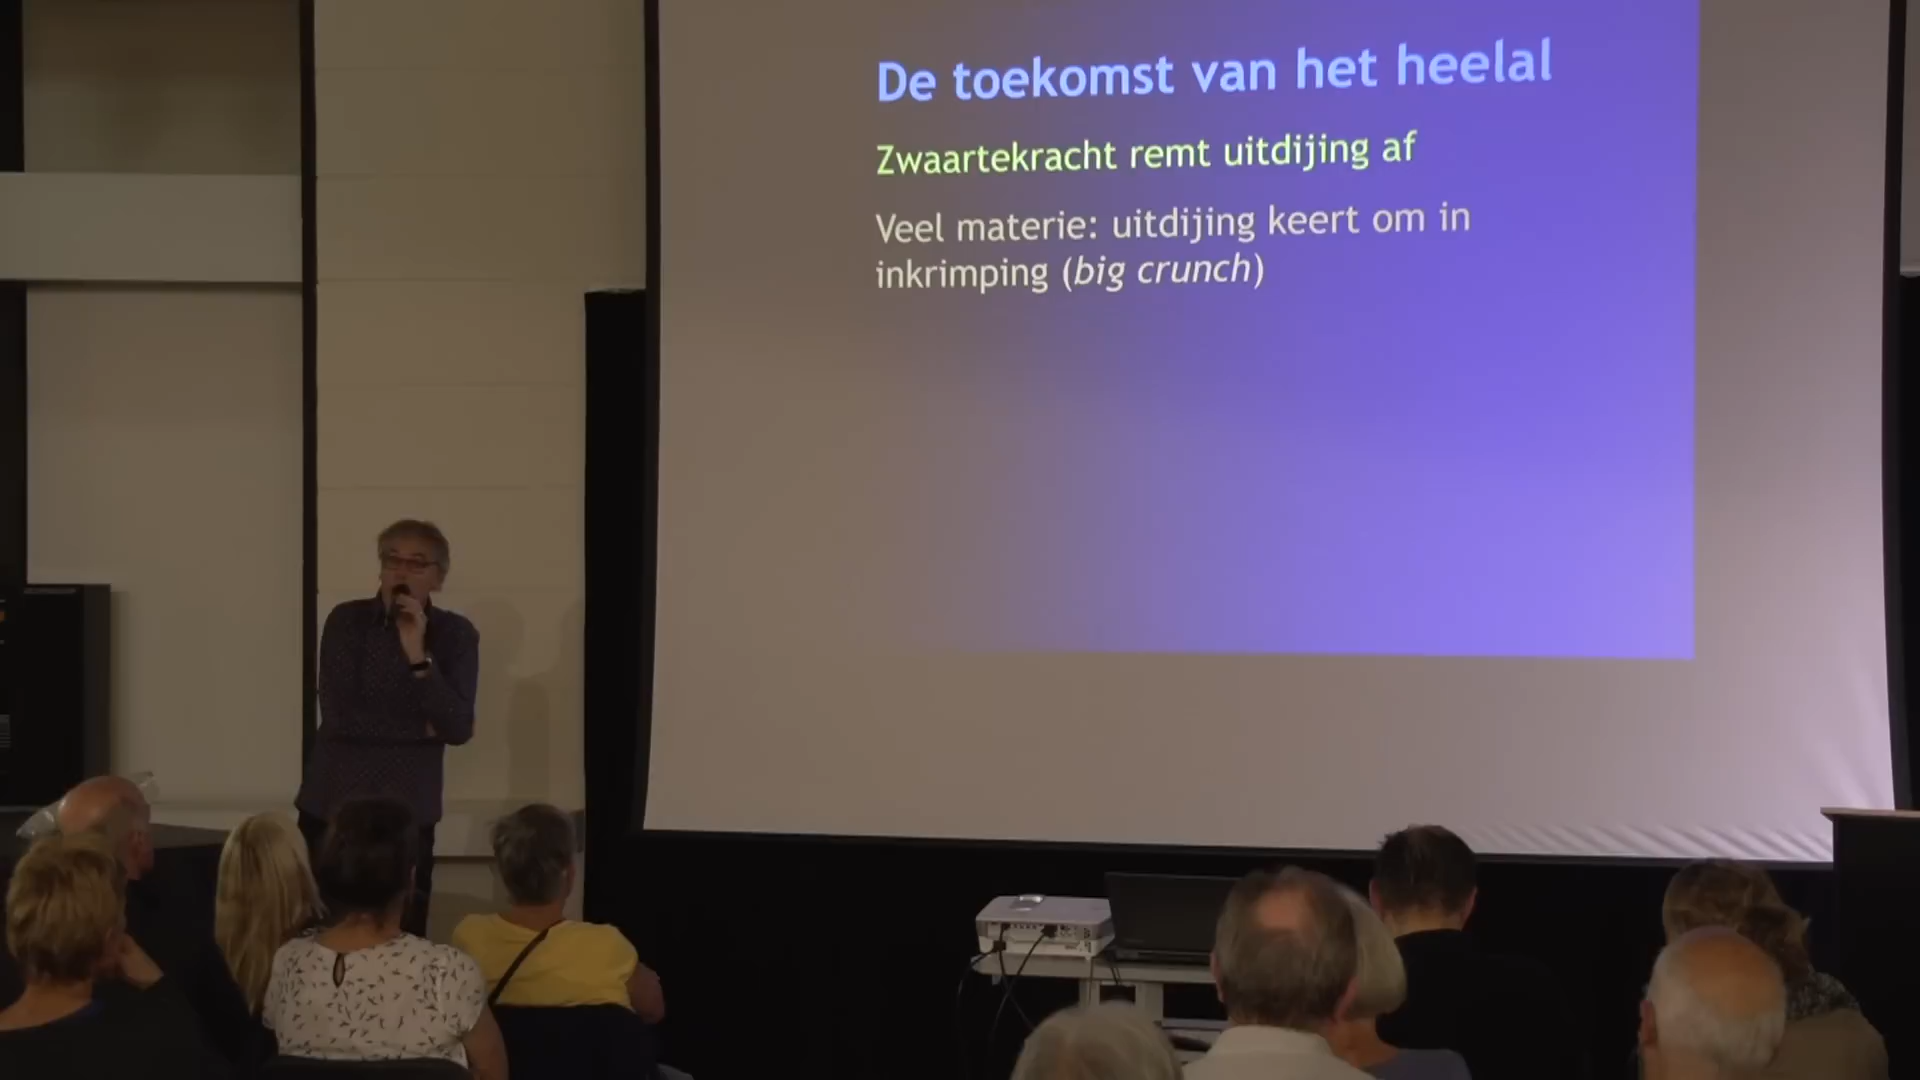 De toekomst van het heelal
Zwaartekracht remt uitdijing af
Veel materie: uitdijing keert om in
inkrimping (big crunch)